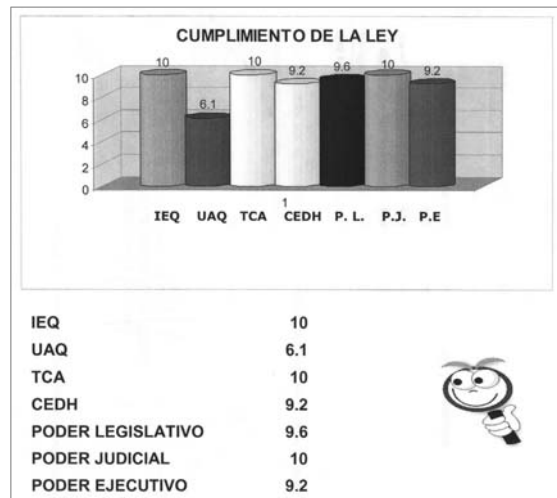 CUMPLIMIENTO DE LA LEY
10
6.1
10
9.2
9.6
10
9.2
10
8
6
4
2
0
1
IEQ UAQ TCA CEDH P. L. P.J. P.E
IEQ 10
UAQ 6.1
TCA 10
CEDH 9.2
PODER LEGISLATIVO 9.6
PODER JUDICIAL 10
PODER EJECUTIVO 9.2